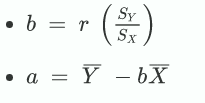 • b = r (S_Y / S_X)
• a = Y̅ − bX̅